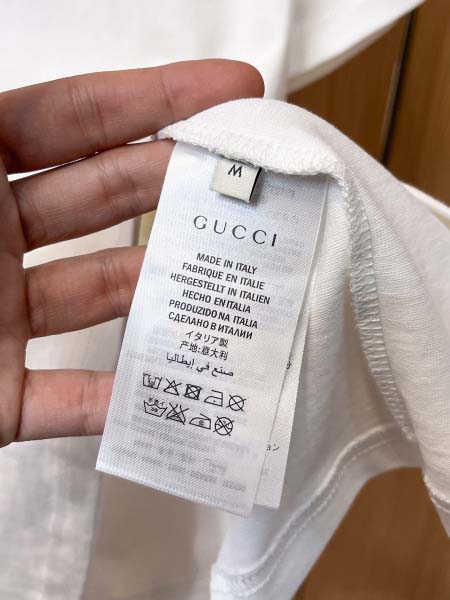 M
GUCCI
MADE IN ITALY
FABRIQUE EN ITALIE
HERGESTELLT IN ITALIEN
HECHO EN ITALIA
PRODUZIDO NA ITALIA
СДЕЛАНО В ИТАЛИИ
イタリア製
产地:意大利
صنع في إيطاليا